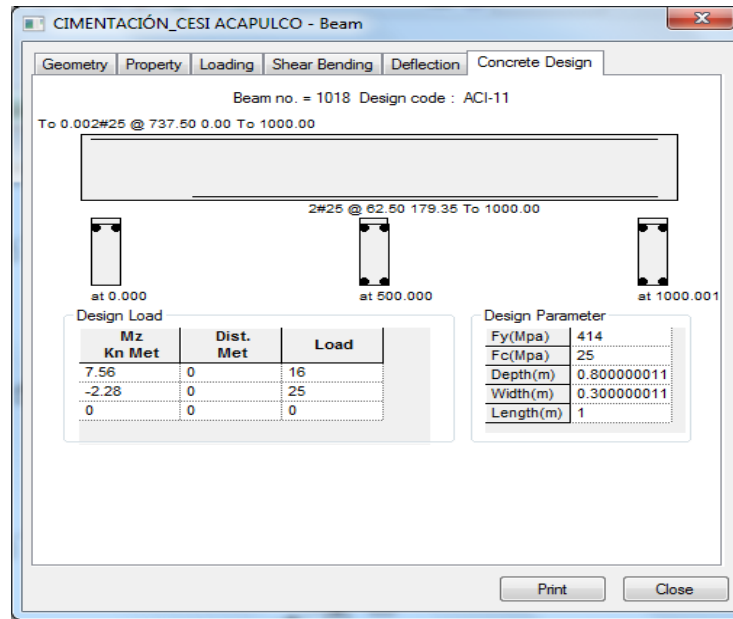 CIMENTACIÓN_CESI ACAPULCO - Beam
Geometry Property Loading Shear Bending Deflection Concrete Design
Beam no. = 1018 Design code : ACI-11
To 0.002#25 @ 737.50 0.00 To 1000.00
2#25 @ 62.50 179.35 To 1000.00
at 0.000 at 500.000 at 1000.001
Design Load
Mz Kn Met Dist. Met Load
7.56 0 16
-2.28 0 25
0 0 0
Design Parameter
Fy(Mpa) 414
Fc(Mpa) 25
Depth(m) 0.800000011
Width(m) 0.300000011
Length(m) 1
Print Close